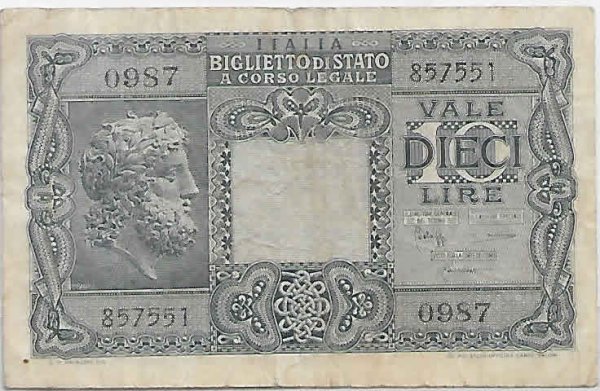 ITALIA
BIGLIETTO DI STATO
A CORSO LEGALE
0987
857551
VALE
10
DIECI
LIRE
857551
0987